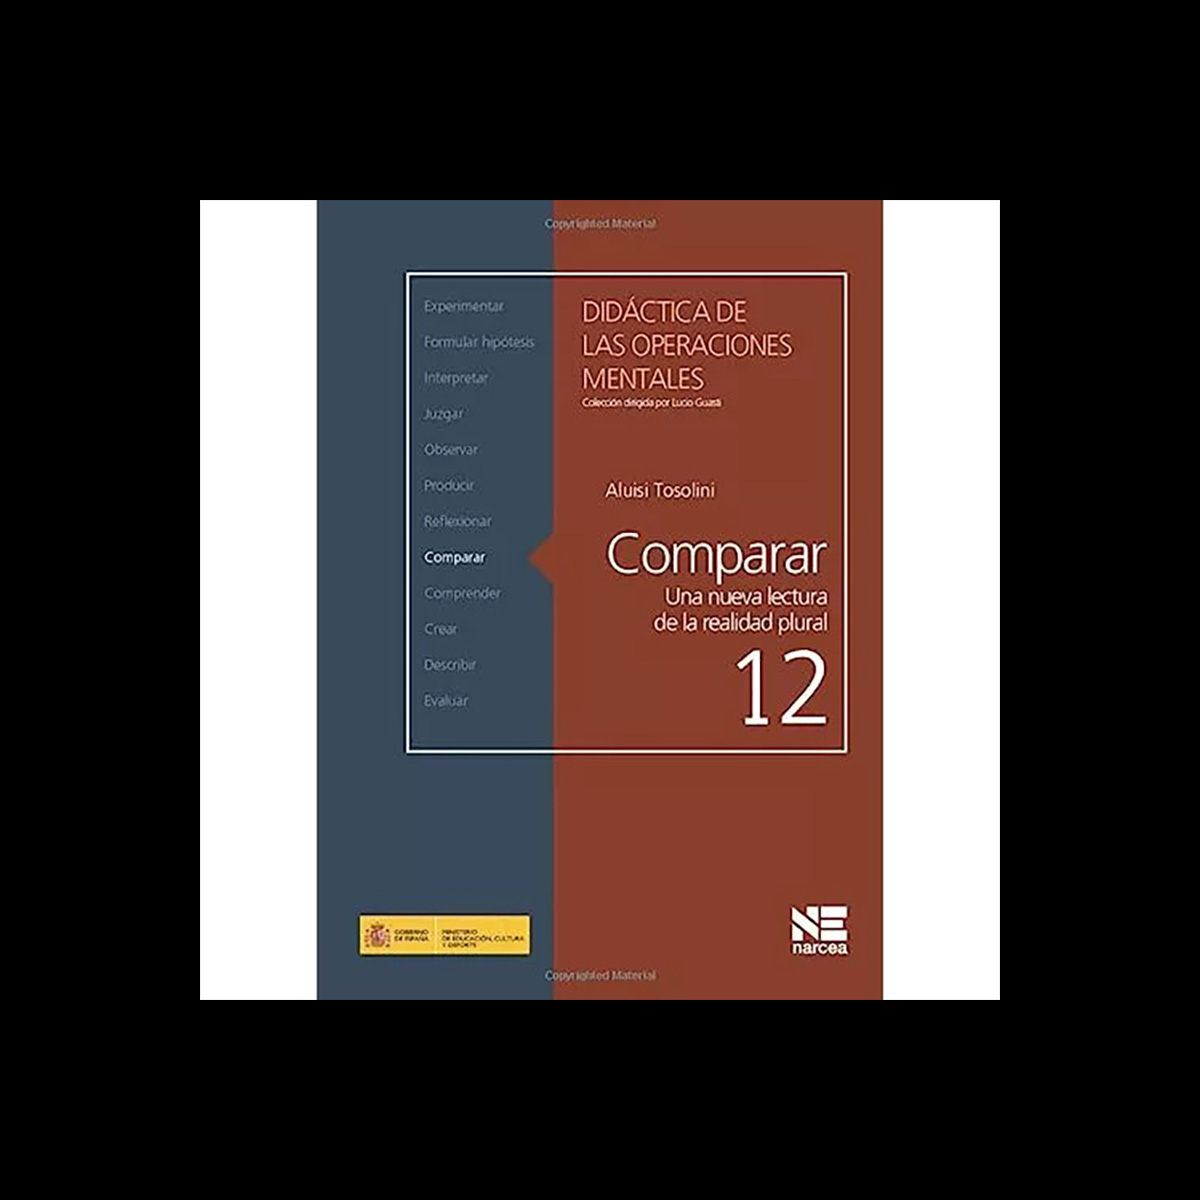 Copyrighted Material
Experimentar
Formular hipótesis
Interpretar
Juzgar
Observar
Producir
Reflexionar
Comparar
Comprender
Crear
Describir
Evaluar
DIDÁCTICA DE
LAS OPERACIONES
MENTALES
Colección dirigida por Lucio Guasti
Aluisi Tosolini
Comparar
Una nueva lectura
de la realidad plural
12
GOBIERNO
DE ESPAÑA
MINISTERIO
DE EDUCACIÓN, CULTURA
Y DEPORTE
NE
narcea
Copyrighted Material